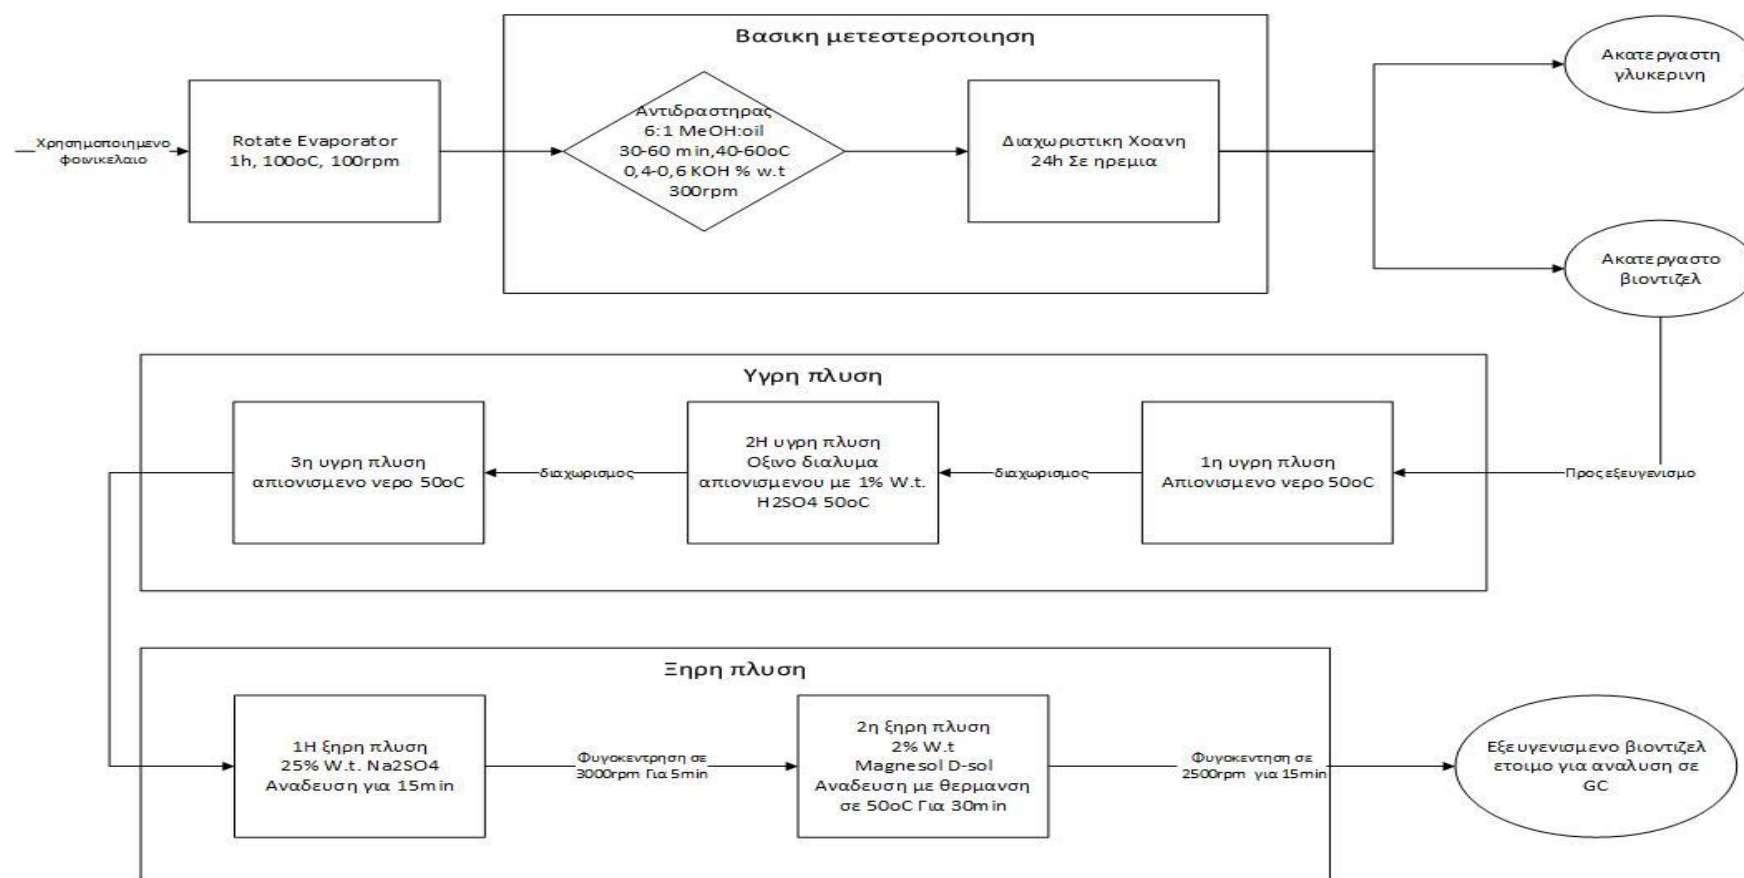 Βασικη μετεστεροποιηση
Χρησημοποιημενο
φοινικελαιο
Rotate Evaporator
1h, 100oC, 100rpm
Αντιδραστηρας
6:1 MeOH:oil
30-60 min,40-60oC
0,4-0,6 KOH % w.t
300rpm
Διαχωριστικη Χοανη
24h Σε ηρεμια
Ακατεργαστη
γλυκερινη
Ακατεργαστο
βιοντιζελ
Υγρη πλυση
Προς εξευγενισμο
1η υγρη πλυση
Απιονισμενο νερο 50oC
διαχωρισμος
2Η υγρη πλυση
Οξινο διαλυμα
απιονισμενου με 1% W.t.
H2SO4 50oC
διαχωρισμος
3η υγρη πλυση
απιονισμενο νερο 50oC
Ξηρη πλυση
1Η ξηρη πλυση
25% W.t. Na2SO4
Αναδευση για 15min
Φυγοκεντρηση σε
3000rpm Για 5min
2η ξηρη πλυση
2% W.t
Magnesol D-sol
Αναδευση με θερμανση
σε 50oC Για 30min
Φυγοκεντηση σε
2500rpm για 15min
Εξευγενισμενο βιοντιζελ
ετοιμο για αναλυση σε
GC